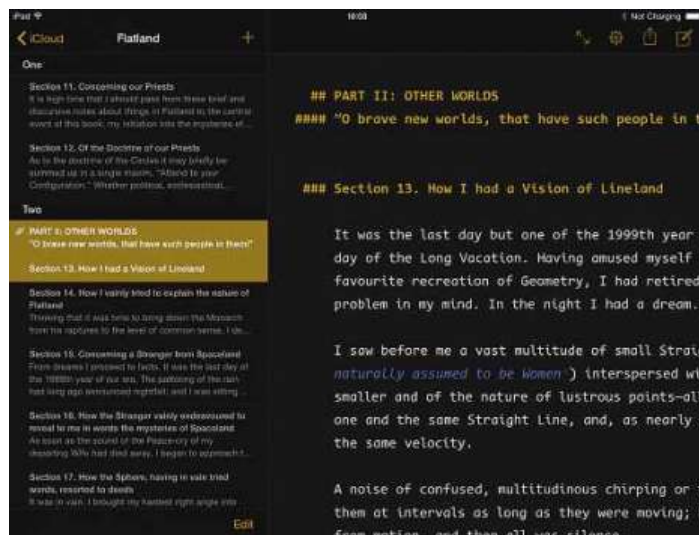 iPad
16:03
Not Charging
iCloud
Flatland
+
One
Section 11. Concerning our Priests
It is high time that I should pass from these brief and
discursive notes about things in Flatland to the central
event of this book, my initiation into the mysteries of...
Section 12. Of the Doctrine of our Priests
As to the doctrine of the Circles it may briefly be
summed up in a single maxim, "Attend to your
Configuration." Whether political, ecclesiastical,...
Two
PART II: OTHER WORLDS
"O brave new worlds, that have such people in them!"
Section 13. How I had a Vision of Lineland
Section 14. How I vainly tried to explain the nature of
Flatland
Thinking that it was time to bring down the Monarch
from his raptures to the level of common sense, I de...
Section 15. Concerning a Stranger from Spaceland
From dreams I proceed to facts. It was the last day of
the 1999th year of our era. The pattering of the rain
had long ago announced nightfall; and I was sitting...
Section 16. How the Stranger vainly endeavoured to
reveal to me in words the mysteries of Spaceland
As soon as the sound of the Peace-cry of my
departing Wife had died away, I began to approach t...
Section 17. How the Sphere, having in vain tried
words, resorted to deeds
It was in vain. I brought my hardest right angle into
Edit
## PART II: OTHER WORLDS
#### "O brave new worlds, that have such people in t
### Section 13. How I had a Vision of Lineland
It was the last day but one of the 1999th year
day of the Long Vacation. Having amused myself
favourite recreation of Geometry, I had retired
problem in my mind. In the night I had a dream.
I saw before me a vast multitude of small Strai
naturally assumed to be Women ) interspersed wi
smaller and of the nature of lustrous points—al
one and the same Straight Line, and, as nearly
the same velocity.
A noise of confused, multitudinous chirping or
them at intervals as long as they were moving;
from motion, and then all was silence.